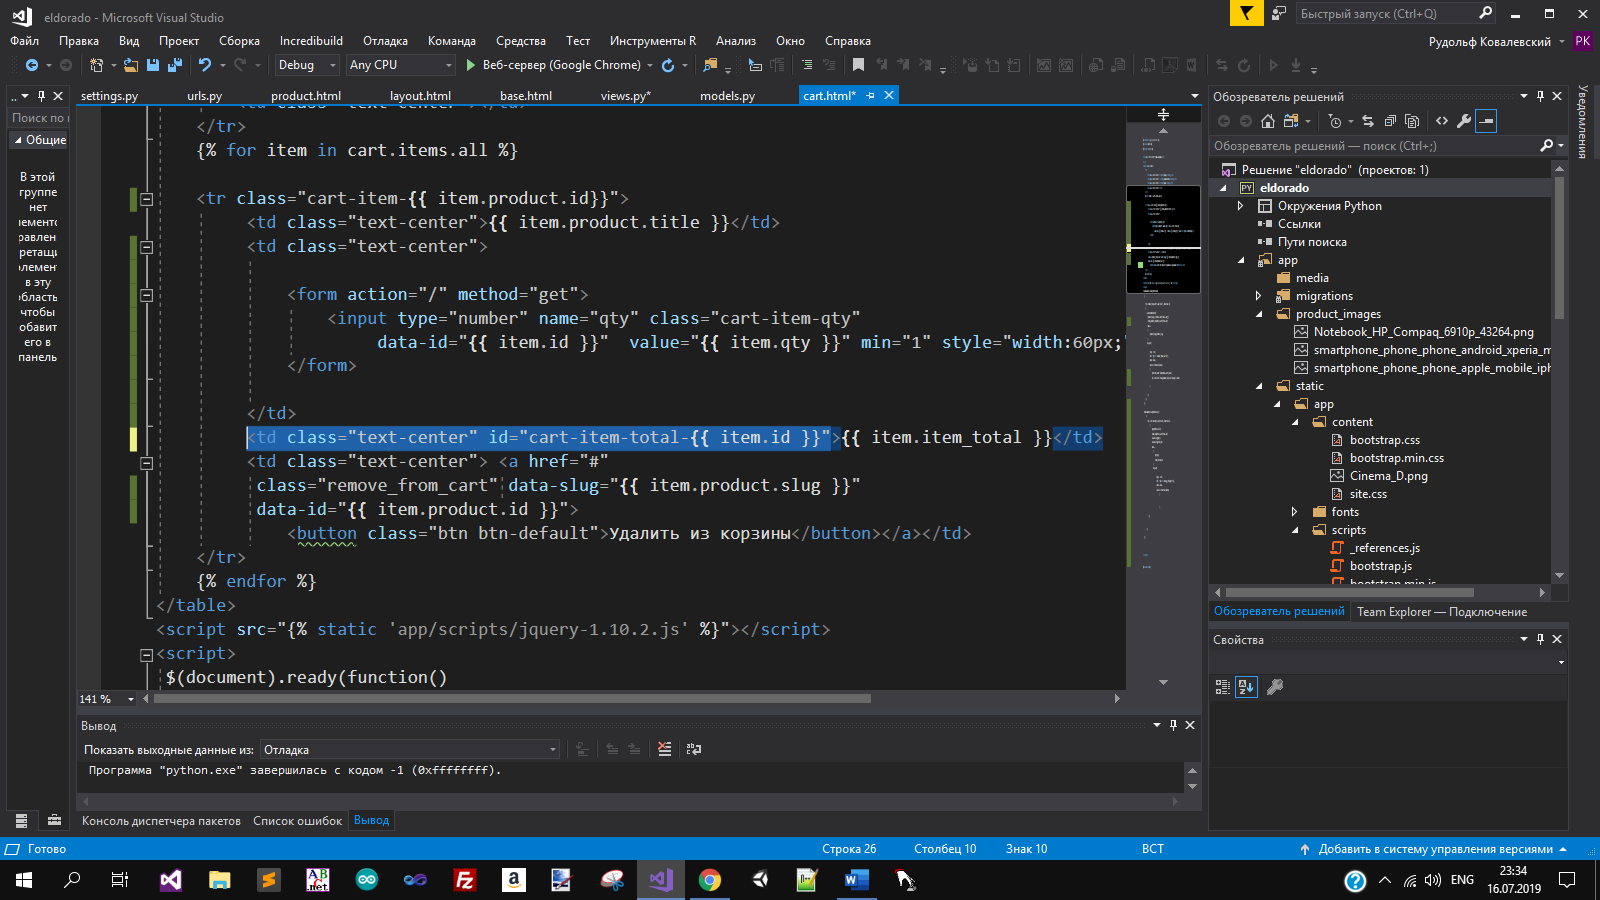 eldorado - Microsoft Visual Studio
Быстрый запуск (Ctrl+Q)
Файл Правка Вид Проект Сборка Incredibuild Отладка Команда Средства Тест Инструменты R Анализ Окно Справка
Рудольф Ковалевский РК
Debug Any CPU Веб-сервер (Google Chrome)
settings.py urls.py product.html layout.html base.html views.py* models.py cart.html*
Поиск по
Общие
В этой
группе
нет
в эту
чтобы
его в
панель
</tr>
{% for item in cart.items.all %}
<tr class="cart-item-{{ item.product.id}}">
<td class="text-center">{{ item.product.title }}</td>
<td class="text-center">
<form action="/" method="get">
<input type="number" name="qty" class="cart-item-qty"
data-id="{{ item.id }}"  value="{{ item.qty }}" min="1" style="width:60px;
</form>
</td>
<td class="text-center" id="cart-item-total-{{ item.id }}">{{ item.item_total }}</td>
<td class="text-center"> <a href="#"
class="remove_from_cart" data-slug="{{ item.product.slug }}"
data-id="{{ item.product.id }}">
<button class="btn btn-default">Удалить из корзины</button></a></td>
</tr>
{% endfor %}
</table>
<script src="{% static 'app/scripts/jquery-1.10.2.js' %}"></script>
<script>
$(document).ready(function()
141 %
Вывод
Показать выходные данные из: Отладка
Программа "python.exe" завершилась с кодом -1 (0xffffffff).
Консоль диспетчера пакетов Список ошибок Вывод
Обозреватель решений
Уведомления
Обозреватель решений — поиск (Ctrl+;)
Решение "eldorado" (проектов: 1)
PY eldorado
Окружения Python
Ссылки
Пути поиска
app
media
migrations
product_images
Notebook_HP_Compaq_6910p_43264.png
smartphone_phone_phone_android_xperia_m
smartphone_phone_phone_apple_mobile_iph
static
app
content
bootstrap.css
bootstrap.min.css
Cinema_D.png
site.css
fonts
scripts
_references.js
bootstrap.js
bootstrap.min.js
Обозреватель решений Team Explorer — Подключение
Свойства
Готово Строка 26 Столбец 10 Знак 10 ВСТ Добавить в систему управления версиями
ENG
23:34
16.07.2019